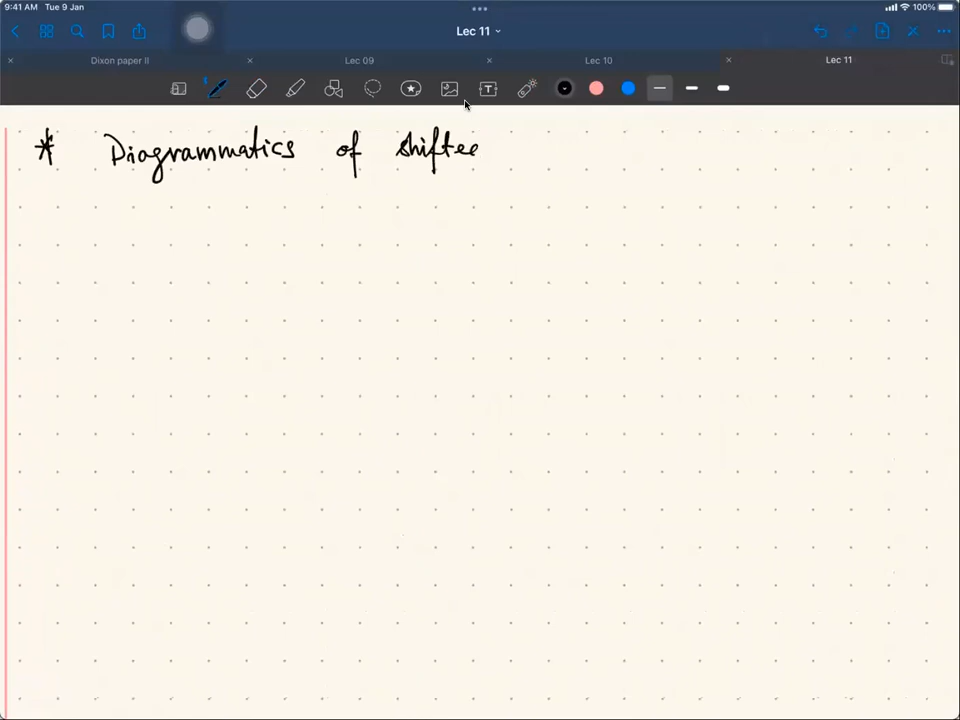 9:41 AM Tue 9 Jan
100%
Lec 11
Dixon paper II
Lec 09
Lec 10
Lec 11
* Diagrammatics of shiftee